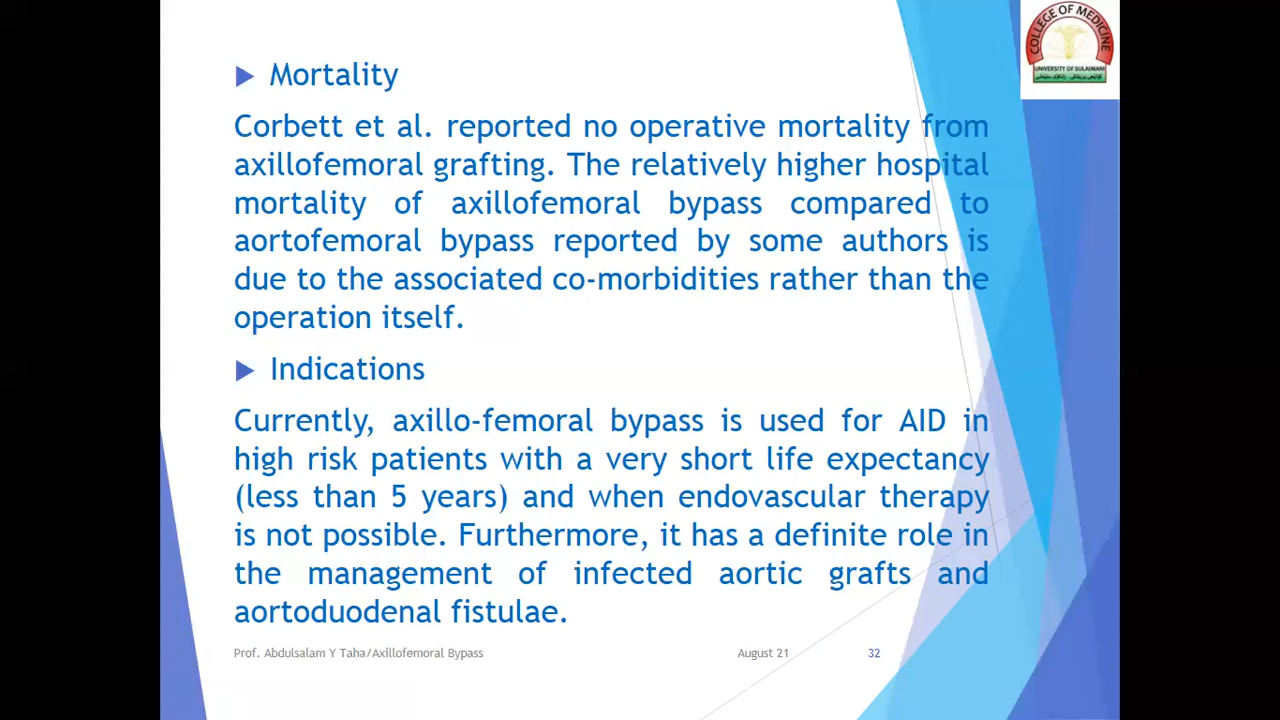 COLLEGE OF MEDICINE
UNIVERSITY OF SULAIMANI
Mortality
Corbett et al. reported no operative mortality from
axillofemoral grafting. The relatively higher hospital
mortality of axillofemoral bypass compared to
aortofemoral bypass reported by some authors is
due to the associated co-morbidities rather than the
operation itself.
Indications
Currently, axillo-femoral bypass is used for AID in
high risk patients with a very short life expectancy
(less than 5 years) and when endovascular therapy
is not possible. Furthermore, it has a definite role in
the management of infected aortic grafts and
aortoduodenal fistulae.
Prof. Abdulsalam Y Taha/Axillofemoral Bypass
August 21
32